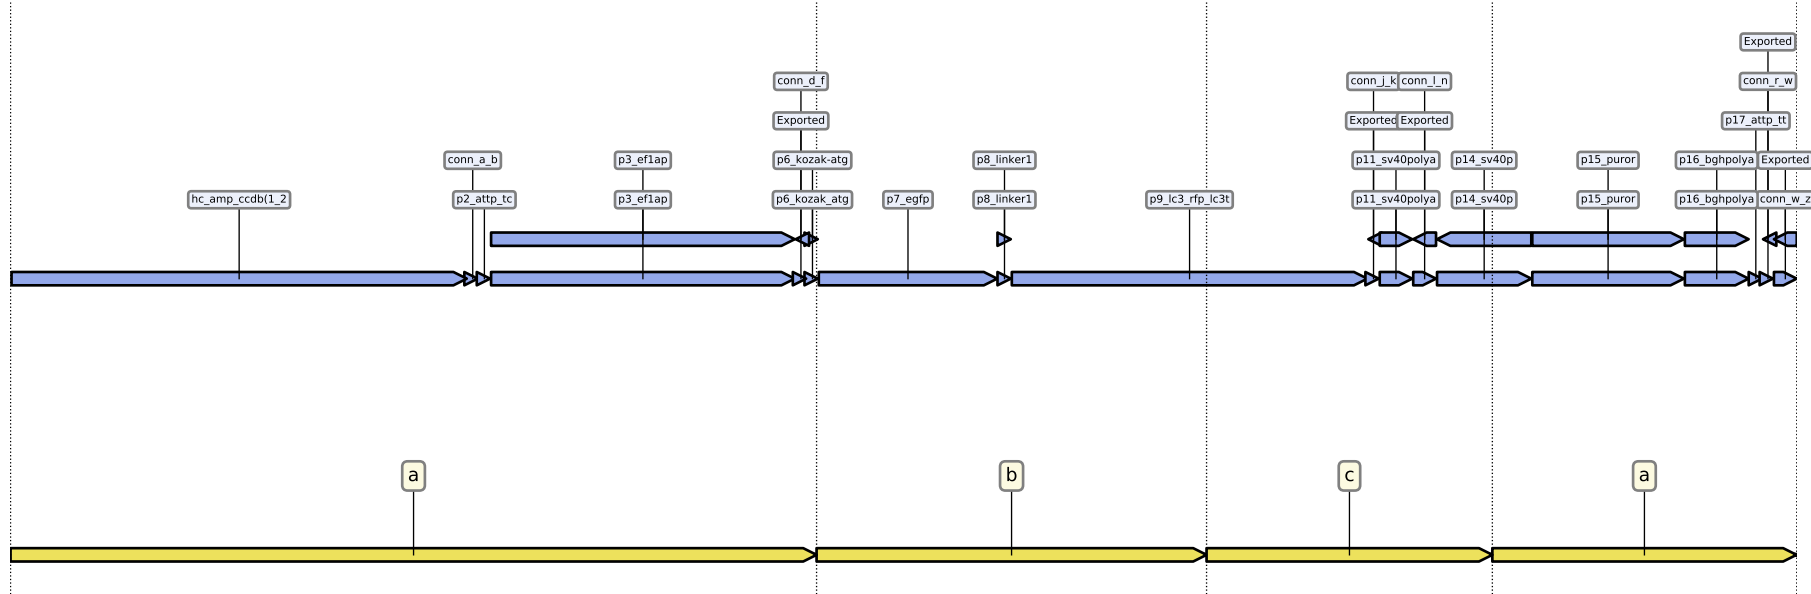 Exported
conn_d_f conn_j_k conn_l_n conn_r_w
Exported Exported Exported p17_attp_tt
conn_a_b p3_ef1ap p6_kozak-atg p8_linker1 p11_sv40polya p14_sv40p p15_puror p16_bghpolya Exported
hc_amp_ccdb(1_2 p2_attp_tc p3_ef1ap p6_kozak_atg p7_egfp p8_linker1 p9_lc3_rfp_lc3t p11_sv40polya p14_sv40p p15_puror p16_bghpolya conn_w_z
a b c a